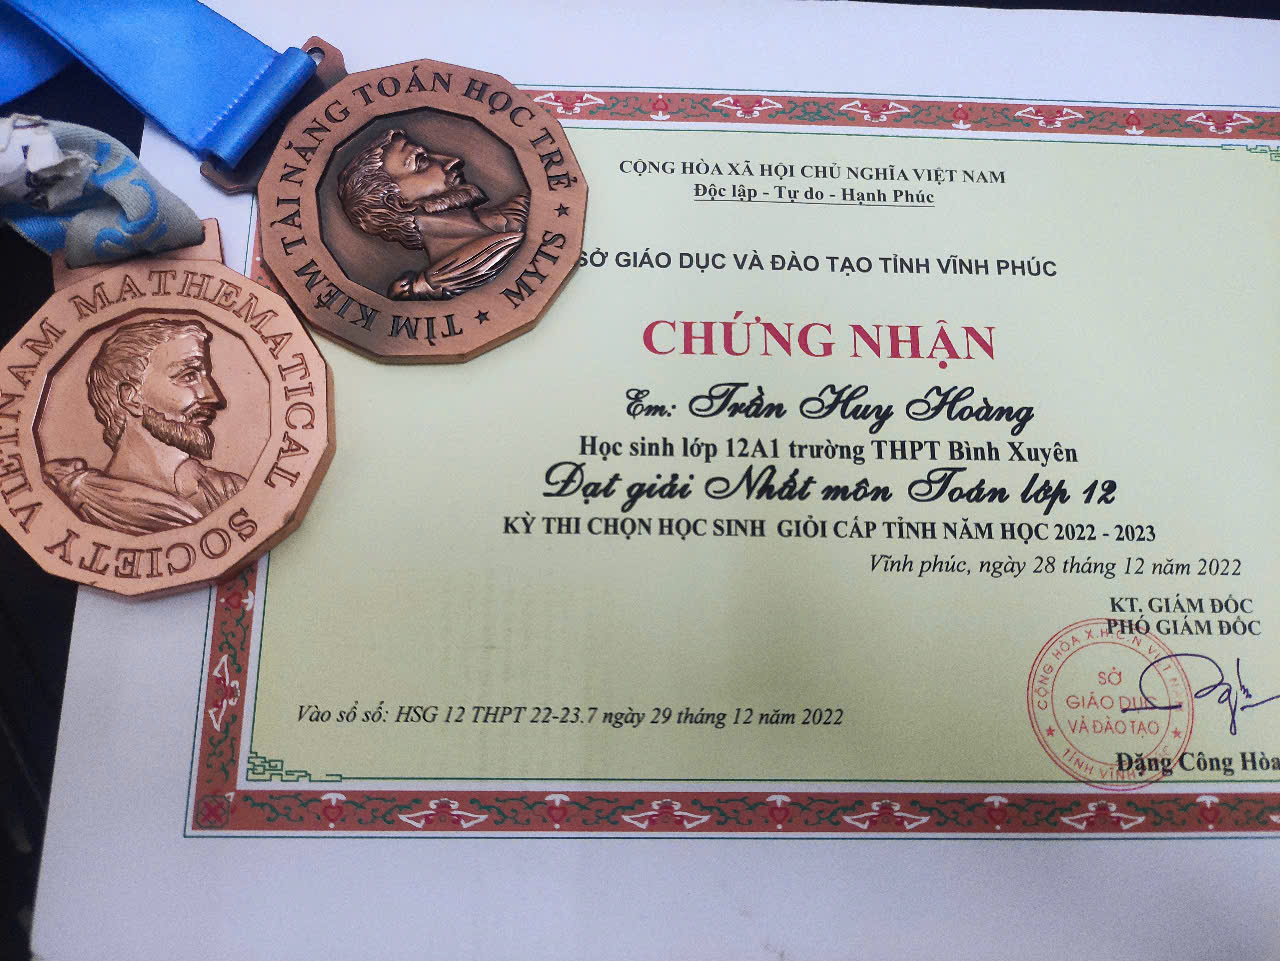 TÌM KIẾM TÀI NĂNG TOÁN HỌC TRẺ ★ MYTS ★
VIETNAM MATHEMATICAL SOCIETY
CỘNG HÒA XÃ HỘI CHỦ NGHĨA VIỆT NAM
Độc lập - Tự do - Hạnh Phúc
SỞ GIÁO DỤC VÀ ĐÀO TẠO TỈNH VĨNH PHÚC
CHỨNG NHẬN
Em: Trần Huy Hoàng
Học sinh lớp 12A1 trường THPT Bình Xuyên
Đạt giải Nhất môn Toán lớp 12
KỲ THI CHỌN HỌC SINH GIỎI CẤP TỈNH NĂM HỌC 2022 - 2023
Vĩnh phúc, ngày 28 tháng 12 năm 2022
KT. GIÁM ĐỐC
PHÓ GIÁM ĐỐC
CỘNG HÒA X.H.C.N VIỆT NAM
SỞ
GIÁO DỤC
VÀ ĐÀO TẠO
★ TỈNH VĨNH PHÚC ★
Đặng Công Hòa
Vào sổ số: HSG 12 THPT 22-23.7 ngày 29 tháng 12 năm 2022